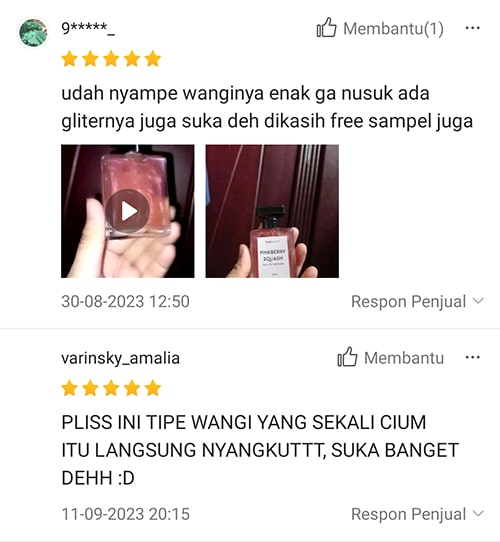 9*****_
Membantu(1)
udah nyampe wanginya enak ga nusuk ada
gliternya juga suka deh dikasih free sampel juga
PINKBERRY
SQUASH
30-08-2023 12:50
Respon Penjual
varinsky_amalia
Membantu
PLISS INI TIPE WANGI YANG SEKALI CIUM
ITU LANGSUNG NYANGKUTTT, SUKA BANGET
DEHH :D
11-09-2023 20:15
Respon Penjual